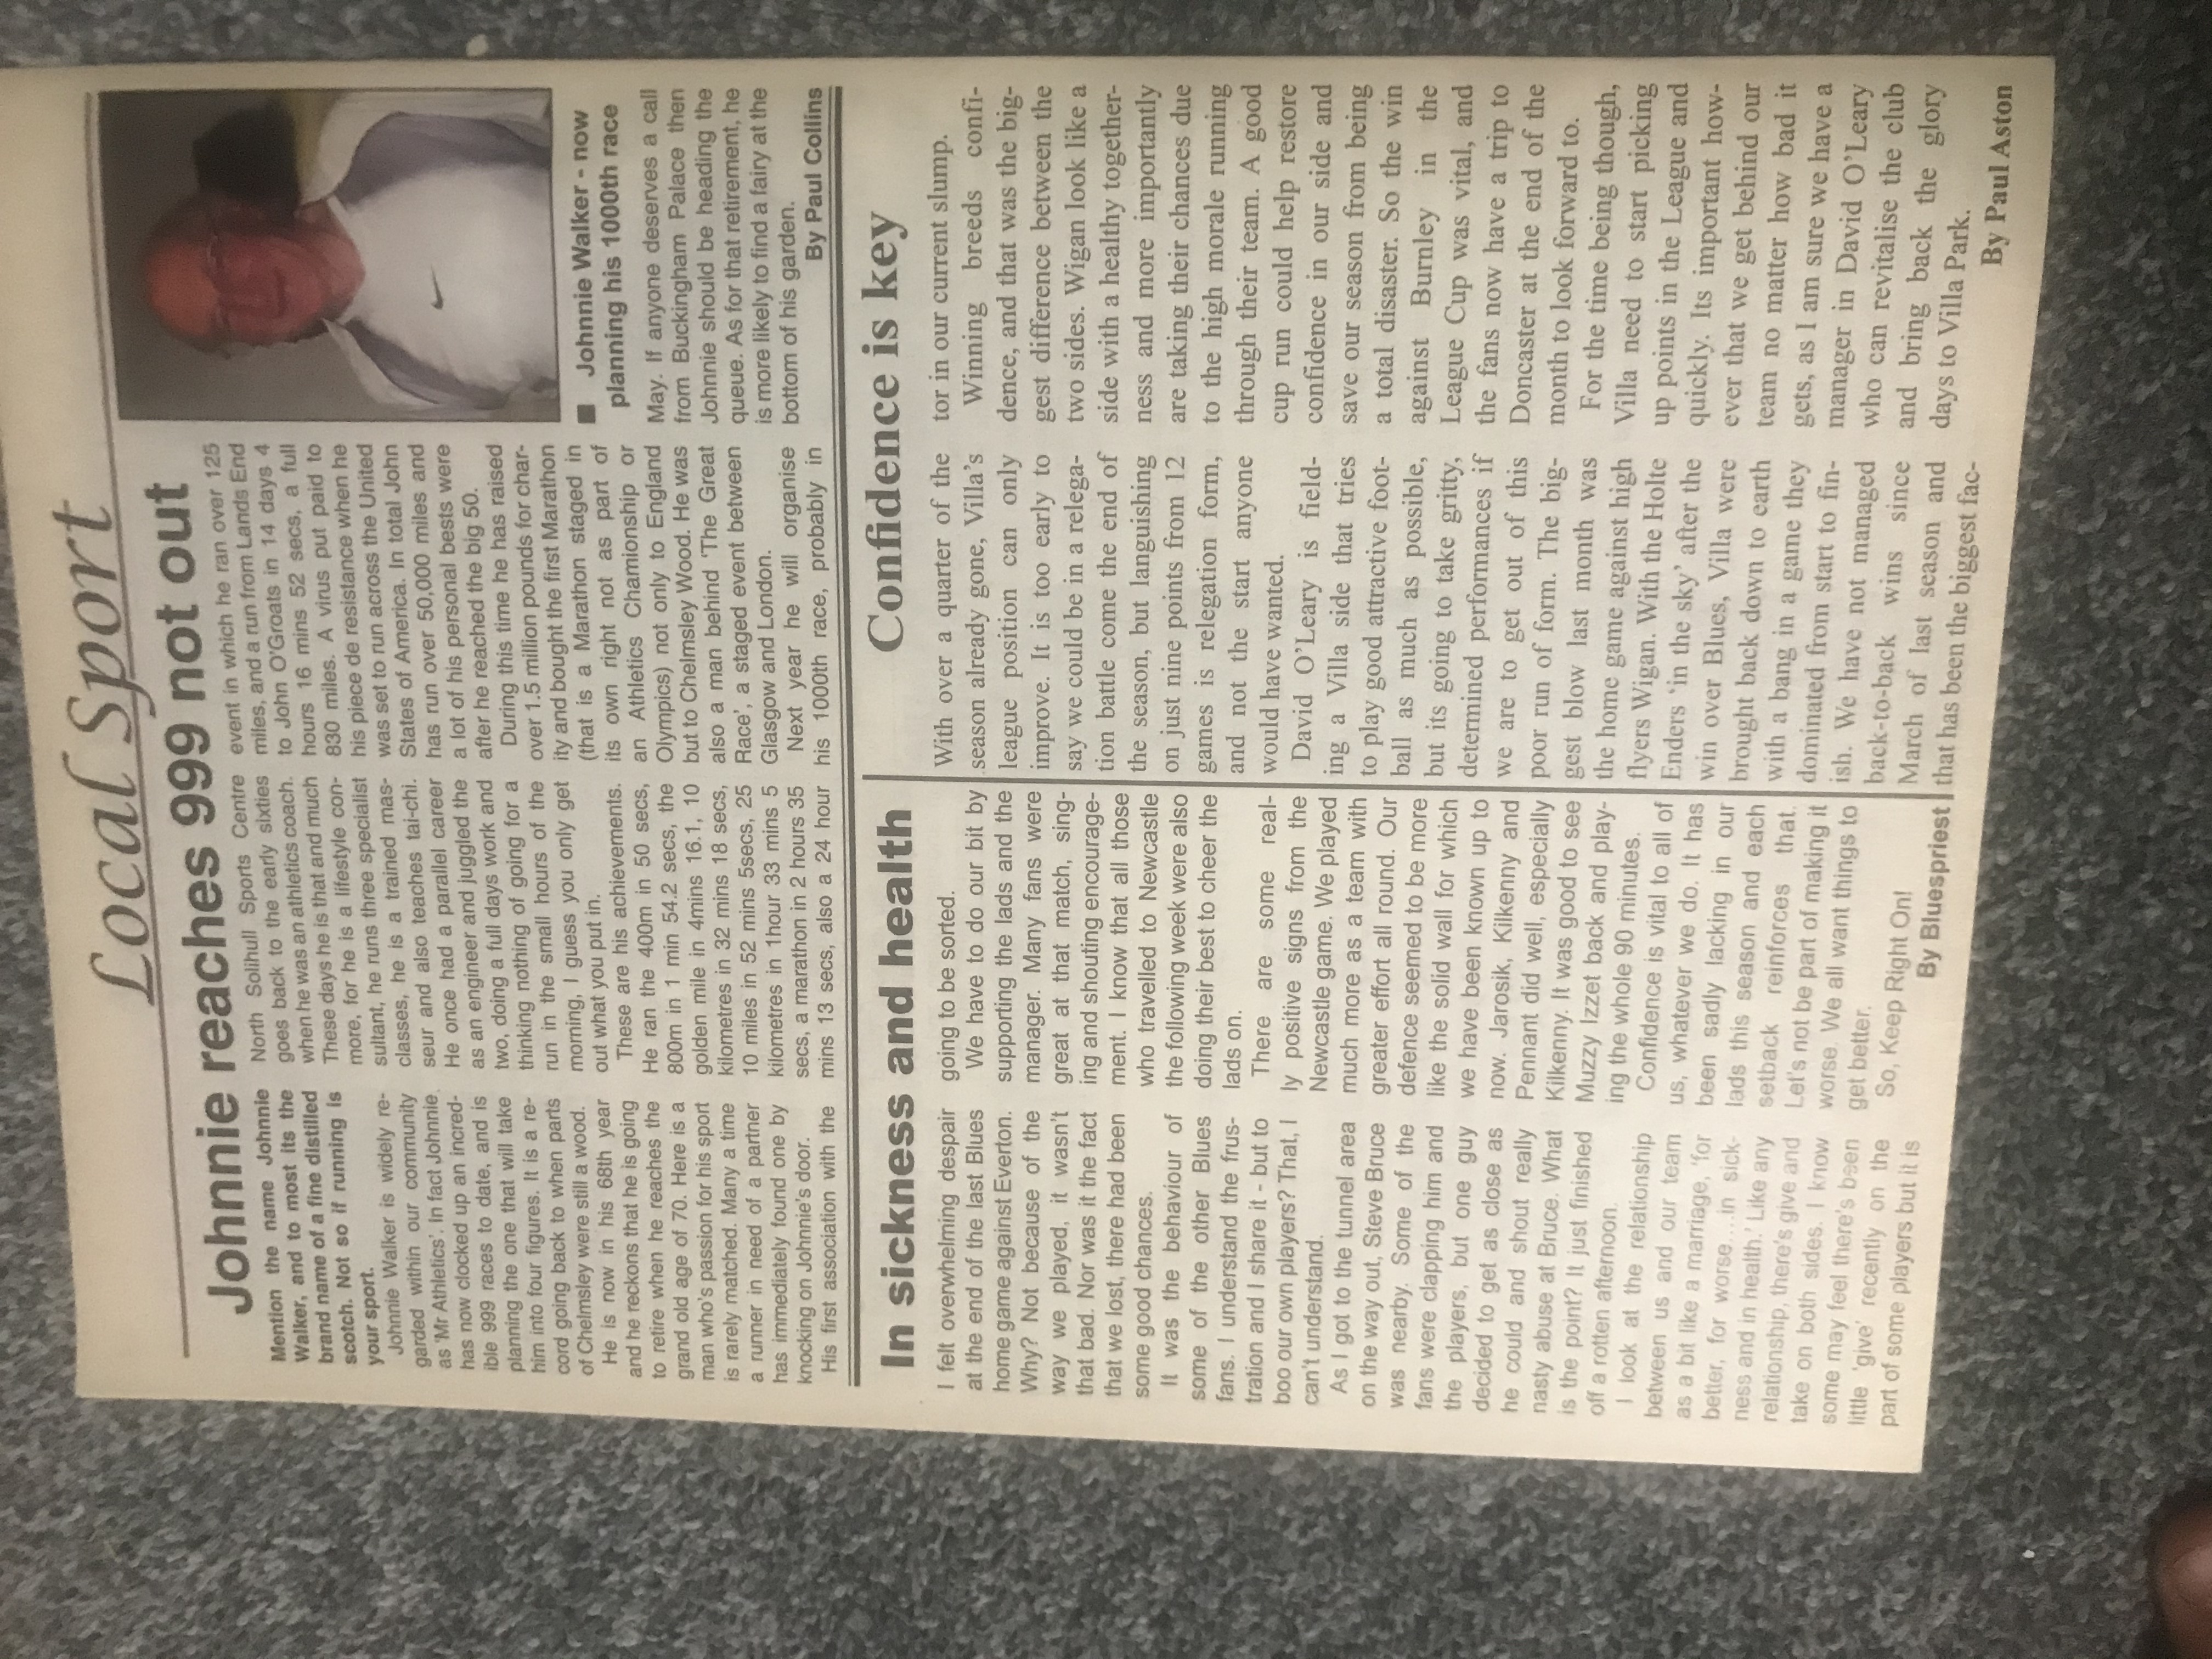 Local Sport
Johnnie reaches 999 not out
Mention the name Johnnie
Walker, and to most its the
brand name of a fine distilled
scotch. Not so if running is
your sport.
Johnnie Walker is widely re-
garded within our community
as 'Mr Athletics'. In fact Johnnie
has now clocked up an incred-
ible 999 races to date, and is
planning the one that will take
him into four figures. It is a re-
cord going back to when parts
of Chelmsley were still a wood.
He is now in his 68th year
and he reckons that he is going
to retire when he reaches the
grand old age of 70. Here is a
man who's passion for his sport
is rarely matched. Many a time
a runner in need of a partner
has immediately found one by
knocking on Johnnie's door.
His first association with the
North Solihull Sports Centre
goes back to the early sixties
when he was an athletics coach.
These days he is that and much
more, for he is a lifestyle con-
sultant, he runs three specialist
classes, he is a trained mas-
seur and also teaches tai-chi.
He once had a parallel career
as an engineer and juggled the
two, doing a full days work and
thinking nothing of going for a
run in the small hours of the
morning, I guess you only get
out what you put in.
These are his achievements.
He ran the 400m in 50 secs,
800m in 1 min 54.2 secs, the
golden mile in 4mins 16.1, 10
kilometres in 32 mins 18 secs,
10 miles in 52 mins 5secs, 25
kilometres in 1hour 33 mins 5
secs, a marathon in 2 hours 35
mins 13 secs, also a 24 hour
event in which he ran over 125
miles, and a run from Lands End
to John O'Groats in 14 days 4
hours 16 mins 52 secs, a full
830 miles. A virus put paid to
his piece de resistance when he
was set to run across the United
States of America. In total John
has run over 50,000 miles and
a lot of his personal bests were
after he reached the big 50.
During this time he has raised
over 1.5 million pounds for char-
ity and bought the first Marathon
(that is a Marathon staged in
its own right not as part of
an Athletics Chamionship or
Olympics) not only to England
but to Chelmsley Wood. He was
also a man behind 'The Great
Race', a staged event between
Glasgow and London.
Next year he will organise
his 1000th race, probably in
■ Johnnie Walker - now
planning his 1000th race
May. If anyone deserves a call
from Buckingham Palace then
Johnnie should be heading the
queue. As for that retirement, he
is more likely to find a fairy at the
bottom of his garden.
By Paul Collins
In sickness and health
I felt overwhelming despair
at the end of the last Blues
home game against Everton.
Why? Not because of the
way we played, it wasn't
that bad. Nor was it the fact
that we lost, there had been
some good chances.
It was the behaviour of
some of the other Blues
fans. I understand the frus-
tration and I share it - but to
boo our own players? That, I
can't understand.
As I got to the tunnel area
on the way out, Steve Bruce
was nearby. Some of the
fans were clapping him and
the players, but one guy
decided to get as close as
he could and shout really
nasty abuse at Bruce. What
is the point? It just finished
off a rotten afternoon.
I look at the relationship
between us and our team
as a bit like a marriage, 'for
better, for worse....in sick-
ness and in health.' Like any
relationship, there's give and
take on both sides. I know
some may feel there's been
little 'give' recently on the
part of some players but it is
going to be sorted.
We have to do our bit by
supporting the lads and the
manager. Many fans were
great at that match, sing-
ing and shouting encourage-
ment. I know that all those
who travelled to Newcastle
the following week were also
doing their best to cheer the
lads on.
There are some real-
ly positive signs from the
Newcastle game. We played
much more as a team with
greater effort all round. Our
defence seemed to be more
like the solid wall for which
we have been known up to
now. Jarosik, Kilkenny and
Pennant did well, especially
Kilkenny. It was good to see
Muzzy Izzet back and play-
ing the whole 90 minutes.
Confidence is vital to all of
us, whatever we do. It has
been sadly lacking in our
lads this season and each
setback reinforces that.
Let's not be part of making it
worse. We all want things to
get better.
So, Keep Right On!
By Bluespriest
Confidence is key
With over a quarter of the
season already gone, Villa's
league position can only
improve. It is too early to
say we could be in a relega-
tion battle come the end of
the season, but languishing
on just nine points from 12
games is relegation form,
and not the start anyone
would have wanted.
David O'Leary is field-
ing a Villa side that tries
to play good attractive foot-
ball as much as possible,
but its going to take gritty,
determined performances if
we are to get out of this
poor run of form. The big-
gest blow last month was
the home game against high
flyers Wigan. With the Holte
Enders 'in the sky' after the
win over Blues, Villa were
brought back down to earth
with a bang in a game they
dominated from start to fin-
ish. We have not managed
back-to-back wins since
March of last season and
that has been the biggest fac-
tor in our current slump.
Winning breeds confi-
dence, and that was the big-
gest difference between the
two sides. Wigan look like a
side with a healthy together-
ness and more importantly
are taking their chances due
to the high morale running
through their team. A good
cup run could help restore
confidence in our side and
save our season from being
a total disaster. So the win
against Burnley in the
League Cup was vital, and
the fans now have a trip to
Doncaster at the end of the
month to look forward to.
For the time being though,
Villa need to start picking
up points in the League and
quickly. Its important how-
ever that we get behind our
team no matter how bad it
gets, as I am sure we have a
manager in David O'Leary
who can revitalise the club
and bring back the glory
days to Villa Park.
By Paul Aston